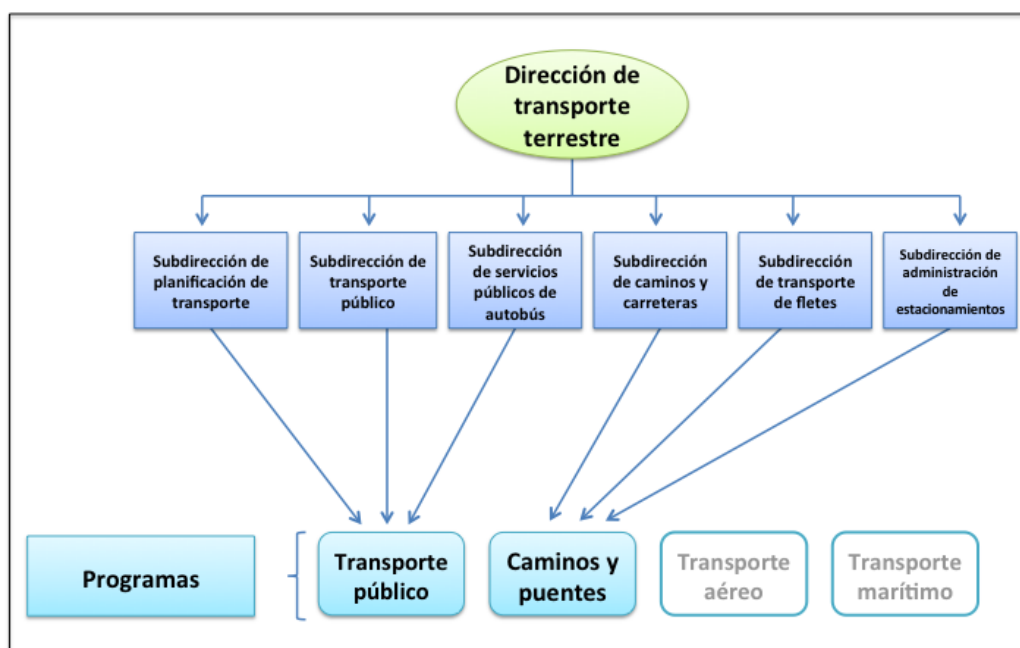 Dirección de
transporte
terrestre
Subdirección de
planificación de
transporte
Subdirección de
transporte
público
Subdirección
de servicios
públicos de
autobús
Subdirección
de caminos y
carreteras
Subdirección
de transporte
de fletes
Subdirección de
administración
de
estacionamientos
Programas
Transporte
público
Caminos y
puentes
Transporte
aéreo
Transporte
marítimo